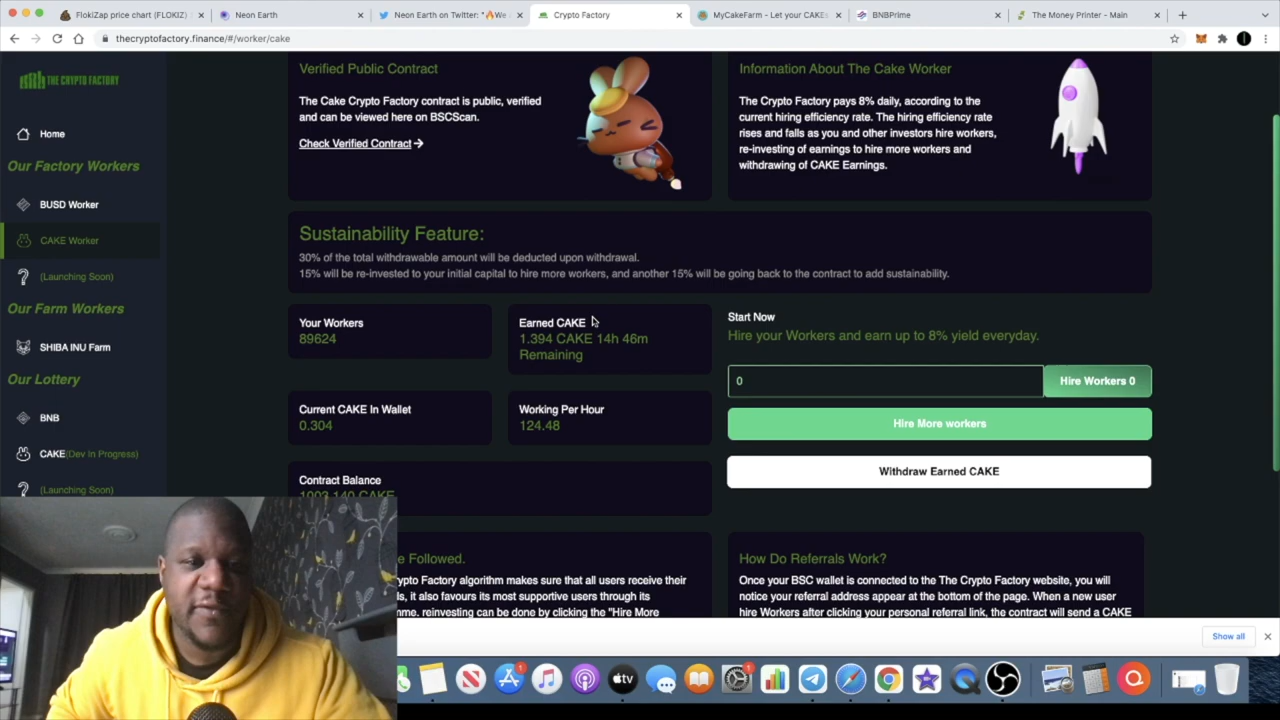 FlokiZap price chart (FLOKIZ)
Neon Earth
Neon Earth on Twitter: "🔥We
Crypto Factory
MyCakeFarm - Let your CAKEs
BNBPrime
The Money Printer - Main
thecryptofactory.finance/#/worker/cake
THE CRYPTO FACTORY
Home
Our Factory Workers
BUSD Worker
CAKE Worker
(Launching Soon)
Our Farm Workers
SHIBA INU Farm
Our Lottery
BNB
CAKE(Dev In Progress)
(Launching Soon)
Verified Public Contract
The Cake Crypto Factory contract is public, verified
and can be viewed here on BSCScan.
Check Verified Contract
Information About The Cake Worker
The Crypto Factory pays 8% daily, according to the
current hiring efficiency rate. The hiring efficiency rate
rises and falls as you and other investors hire workers,
re-investing of earnings to hire more workers and
withdrawing of CAKE Earnings.
Sustainability Feature:
30% of the total withdrawable amount will be deducted upon withdrawal.
15% will be re-invested to your initial capital to hire more workers, and another 15% will be going back to the contract to add sustainability.
Your Workers
89624
Earned CAKE
1.394 CAKE 14h 46m
Remaining
Current CAKE In Wallet
0.304
Working Per Hour
124.48
Contract Balance
1003.140 CAKE
Start Now
Hire your Workers and earn up to 8% yield everyday.
0
Hire Workers 0
Hire More workers
Withdraw Earned CAKE
e Followed.
ypto Factory algorithm makes sure that all users receive their
ls, it also favours its most supportive users through its
me. reinvesting can be done by clicking the "Hire More
How Do Referrals Work?
Once your BSC wallet is connected to the The Crypto Factory website, you will
notice your referral address appear at the bottom of the page. When a new user
hire Workers after clicking your personal referral link, the contract will send a CAKE
Show all
1
tv
1